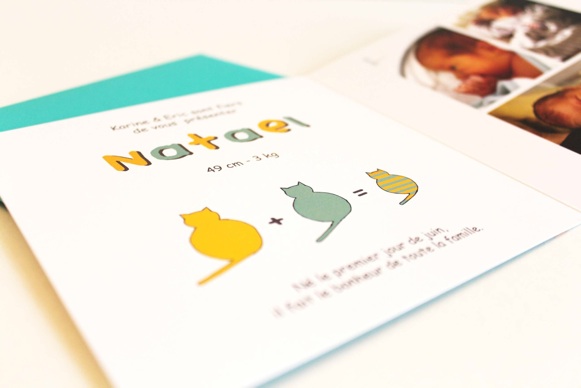 Karine & Eric sont fiers
de vous présenter
Natael
49 cm - 3 kg
+ =
Né le premier jour de juin,
il fait le bonheur de toute la famille.